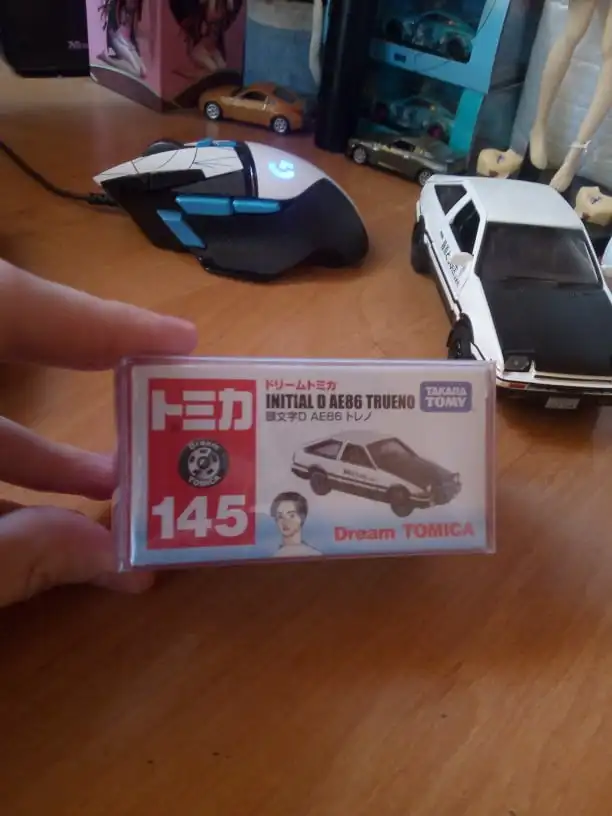 トミカ
Dream
TOMICA
145
ドリームトミカ
INITIAL D AE86 TRUENO
頭文字D AE86 トレノ
TAKARA
TOMY
Dream TOMICA
G